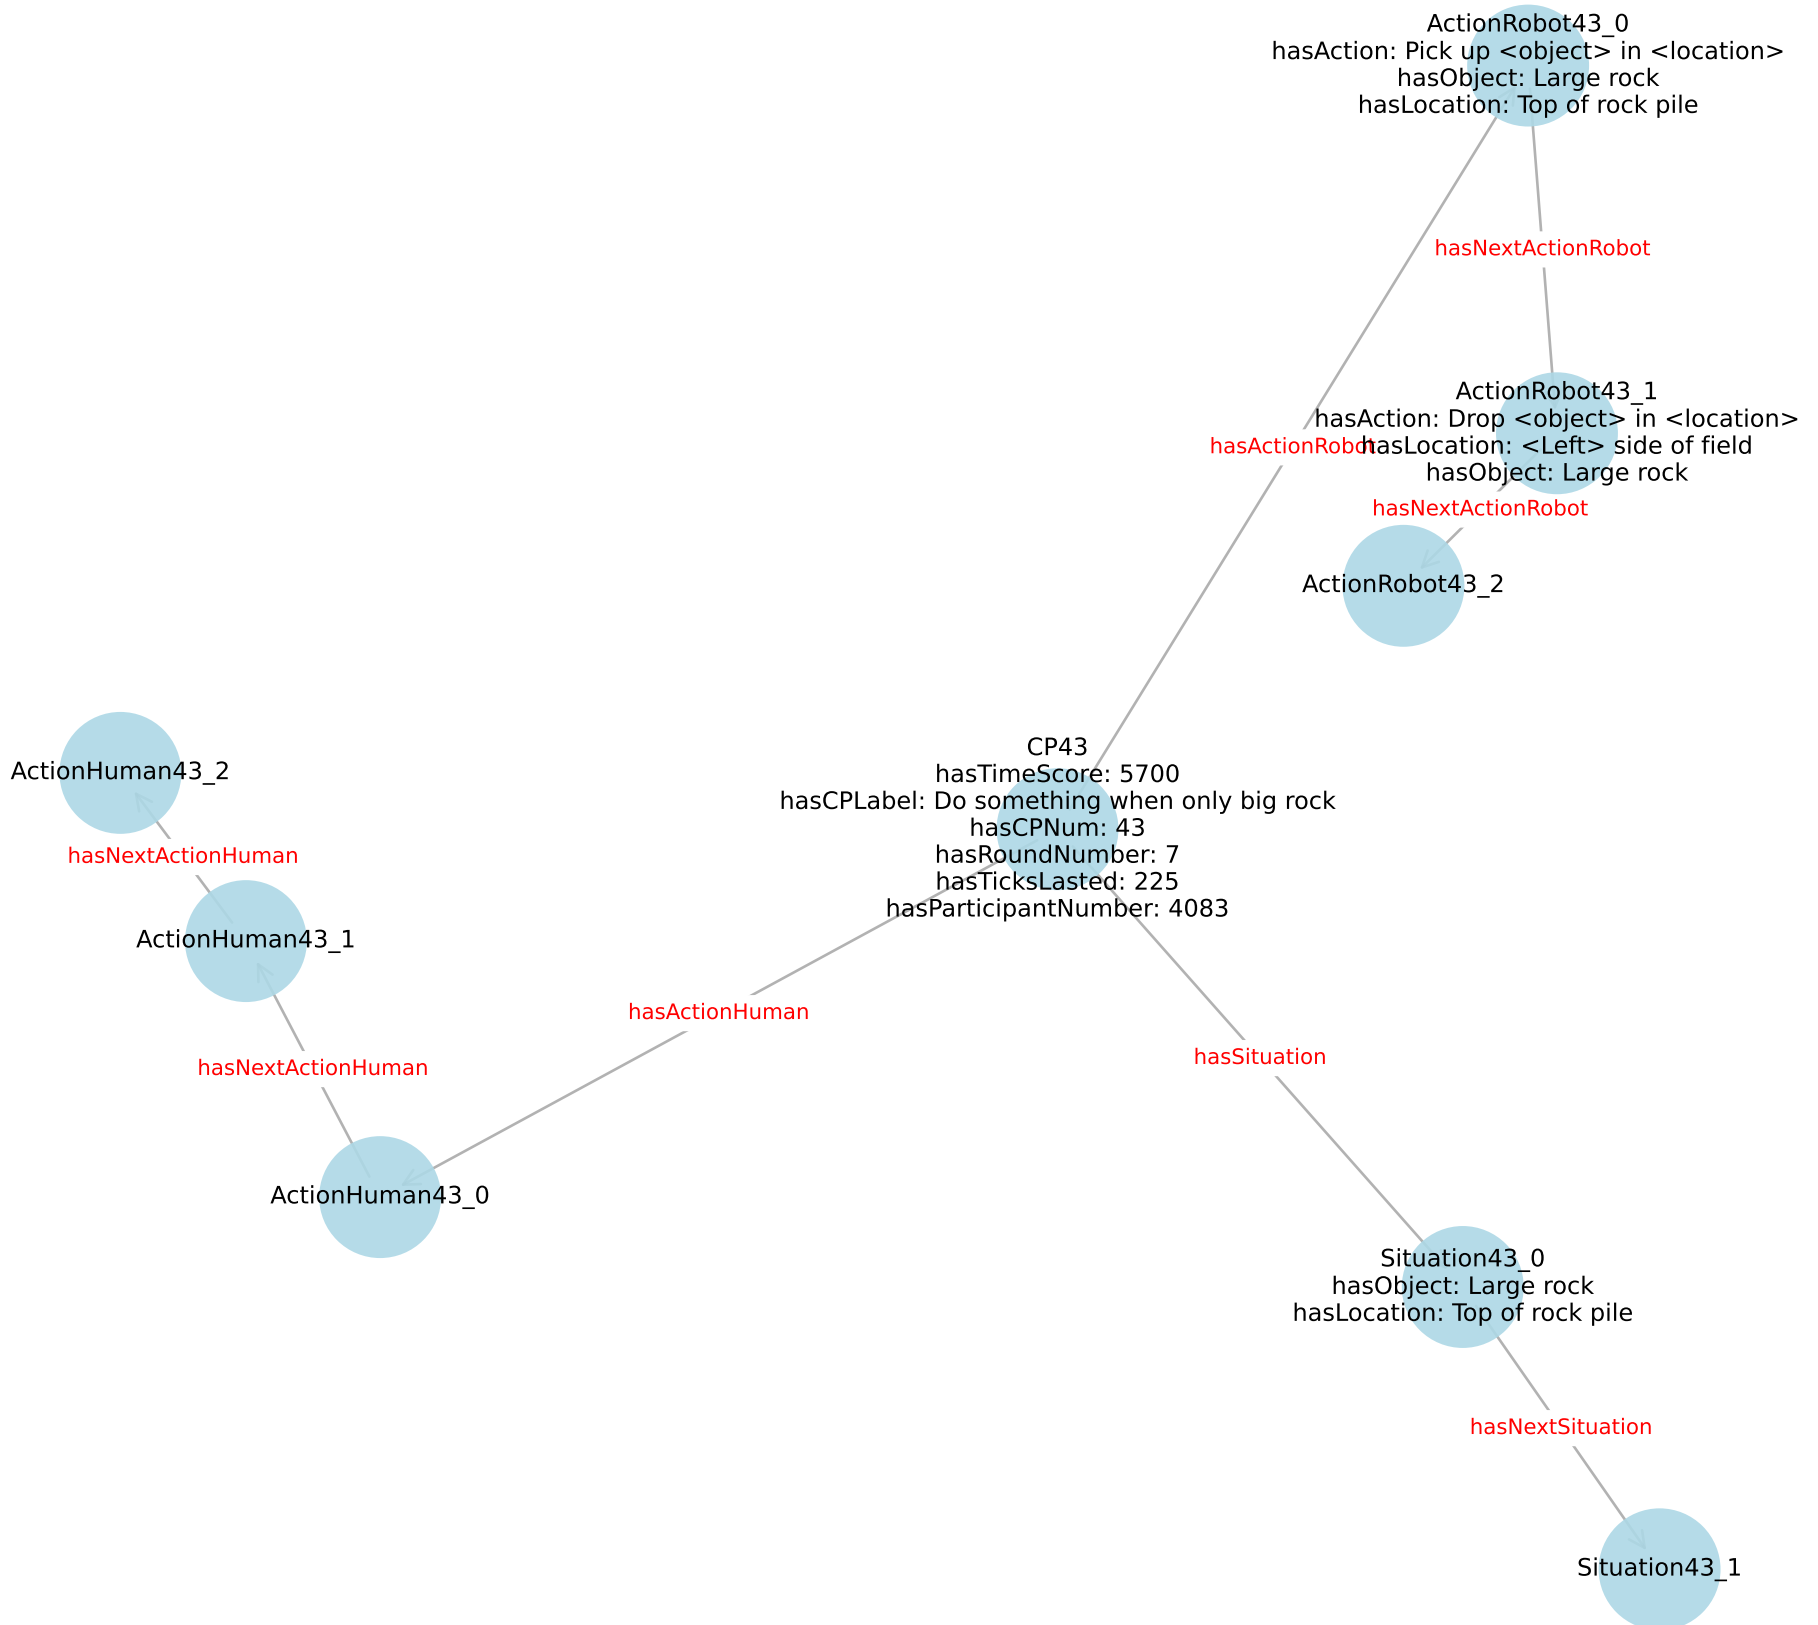 ActionRobot43_0
hasAction: Pick up <object> in <location>
hasObject: Large rock
hasLocation: Top of rock pile
hasNextActionRobot
ActionRobot43_1
hasAction: Drop <object> in <location>
hasActionRobot
hasLocation: <Left> side of field
hasObject: Large rock
hasNextActionRobot
ActionRobot43_2
CP43
hasTimeScore: 5700
hasCPLabel: Do something when only big rock
hasCPNum: 43
hasRoundNumber: 7
hasTicksLasted: 225
hasParticipantNumber: 4083
ActionHuman43_2
hasNextActionHuman
ActionHuman43_1
hasActionHuman
hasNextActionHuman
ActionHuman43_0
hasSituation
Situation43_0
hasObject: Large rock
hasLocation: Top of rock pile
hasNextSituation
Situation43_1